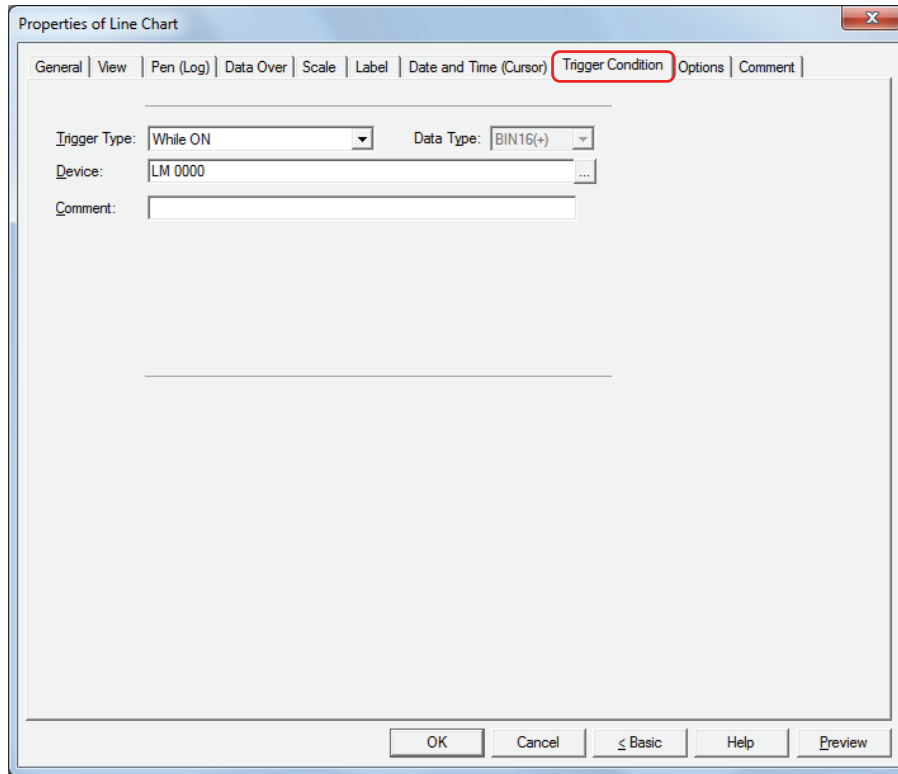 Properties of Line Chart
x
General View Pen (Log) Data Over Scale Label Date and Time (Cursor) Trigger Condition Options Comment
Trigger Type: While ON Data Type: BIN16(+)
Device: LM 0000 ...
Comment:
OK Cancel < Basic Help Preview